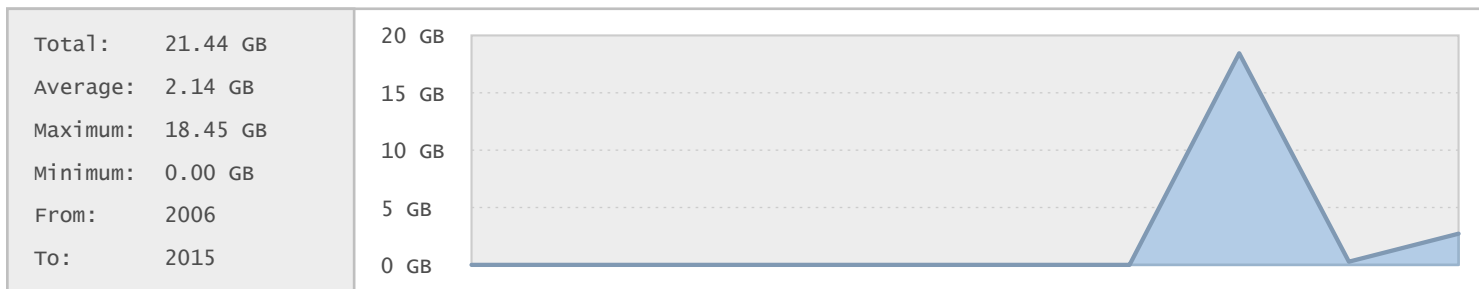 Total: 21.44 GB
Average: 2.14 GB
Maximum: 18.45 GB
Minimum: 0.00 GB
From: 2006
To: 2015
20 GB
15 GB
10 GB
5 GB
0 GB